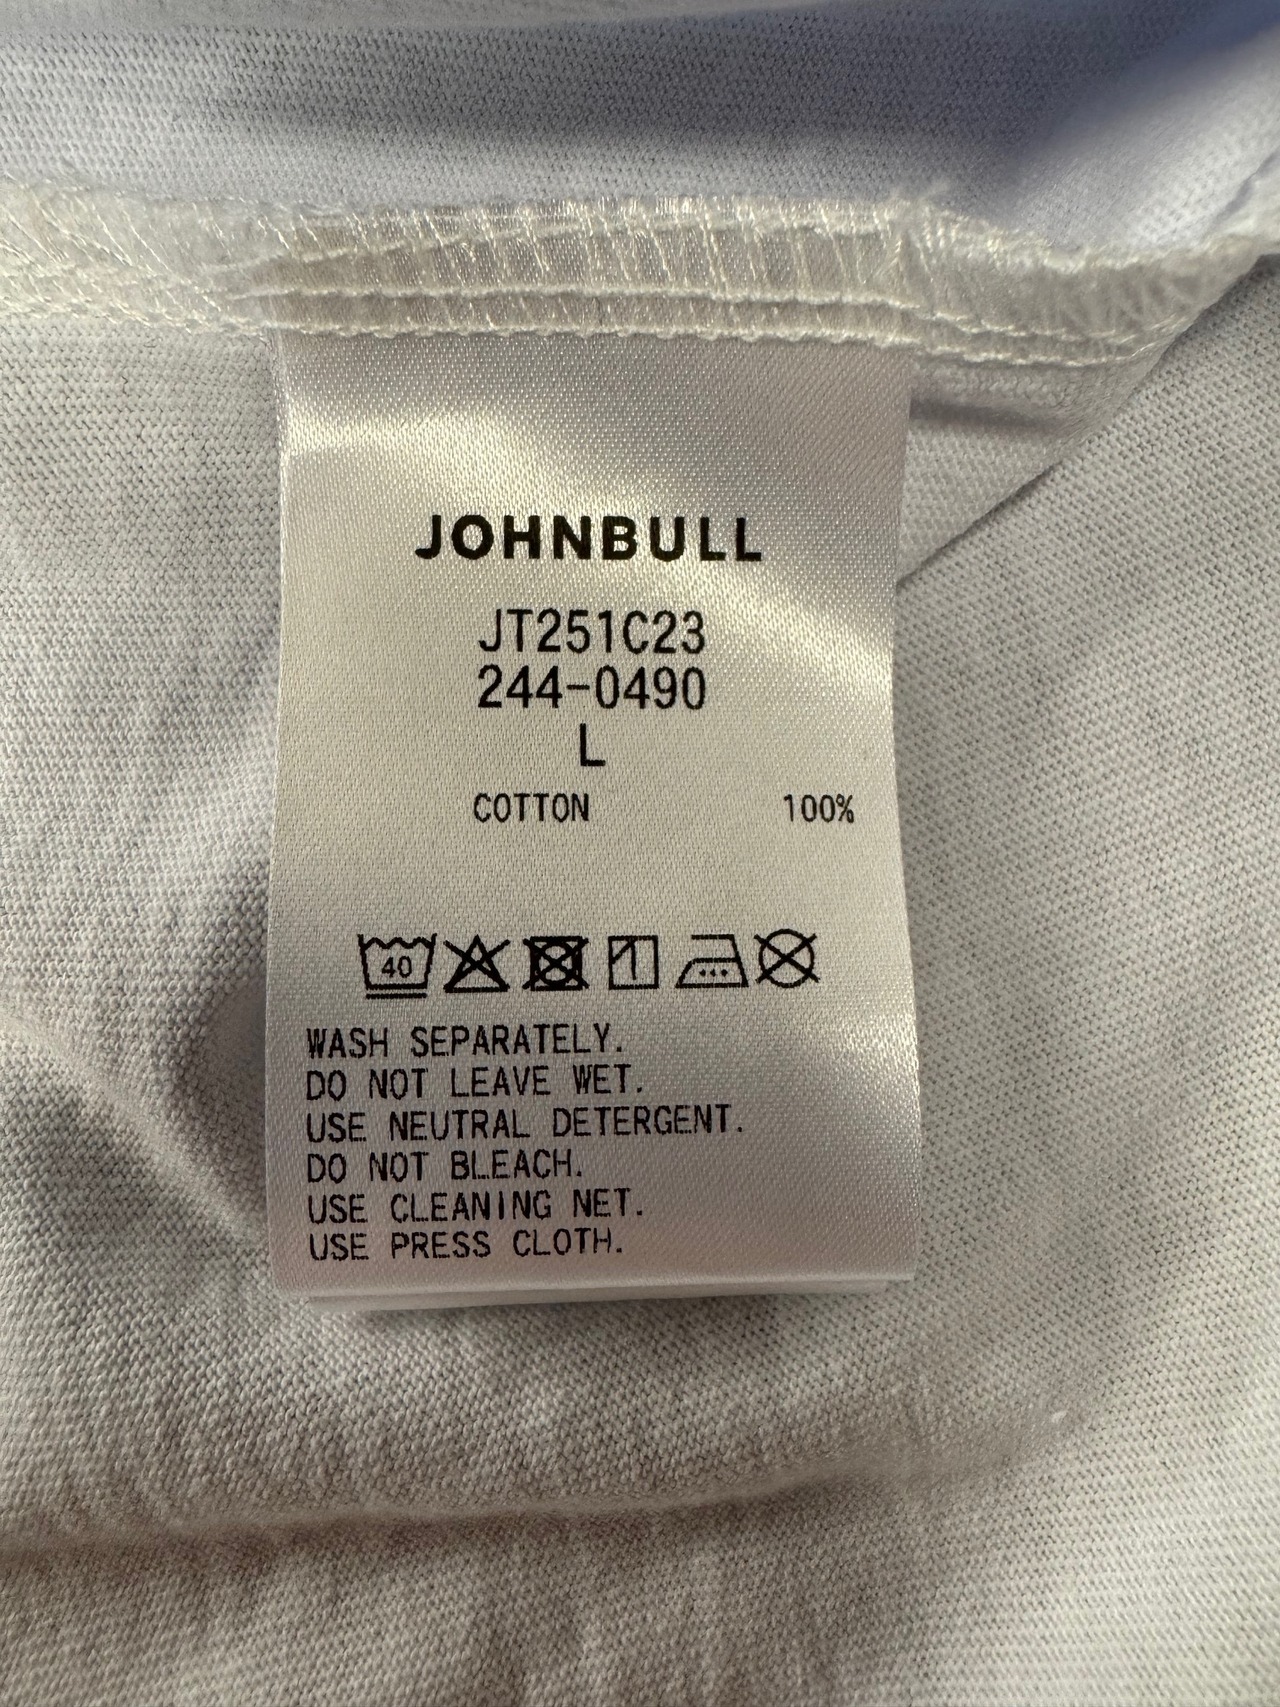 JOHNBULL
JT251C23
244-0490
L
COTTON 100%
40
WASH SEPARATELY.
DO NOT LEAVE WET.
USE NEUTRAL DETERGENT.
DO NOT BLEACH.
USE CLEANING NET.
USE PRESS CLOTH.